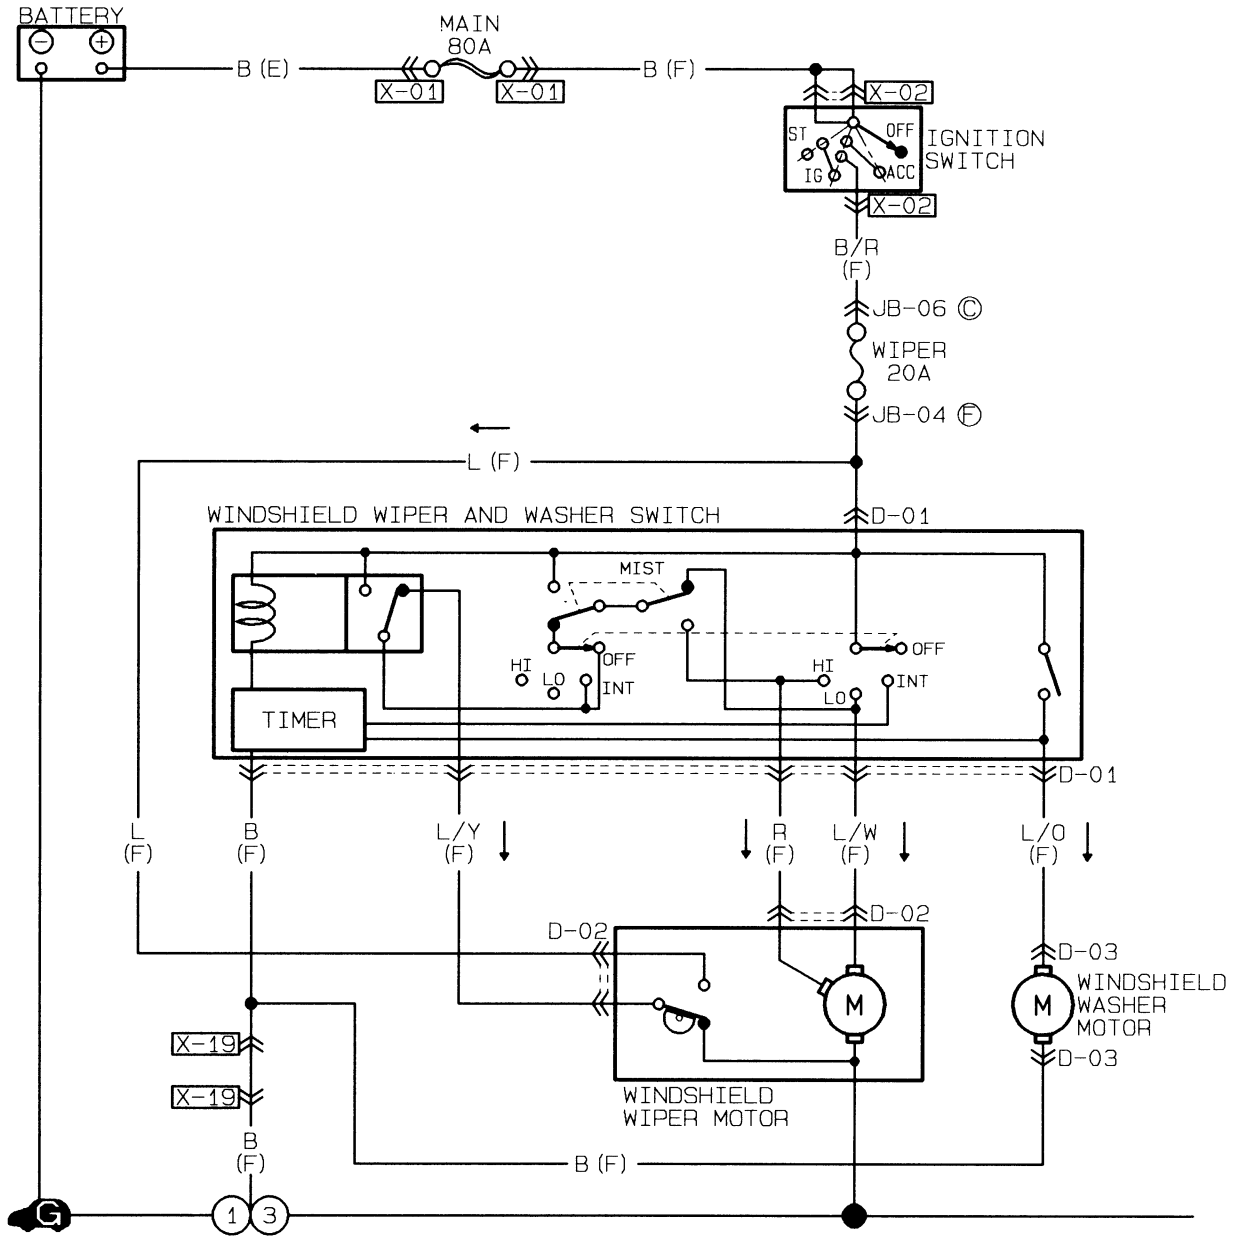 BATTERY
MAIN
80A
− +
B (E)
B (F)
X-01
X-01
X-02
ST
OFF
IGNITION
SWITCH
IG
ACC
X-02
B/R
(F)
JB-06 C
WIPER
20A
JB-04 F
L (F)
WINDSHIELD WIPER AND WASHER SWITCH
D-01
MIST
OFF
OFF
HI
LO
INT
HI
LO
INT
TIMER
D-01
L
(F)
B
(F)
L/Y
(F)
R
(F)
L/W
(F)
L/O
(F)
D-02
D-02
D-03
M
M
WINDSHIELD
WASHER
MOTOR
X-19
D-03
X-19
WINDSHIELD
WIPER MOTOR
B
(F)
B (F)
G
1
3